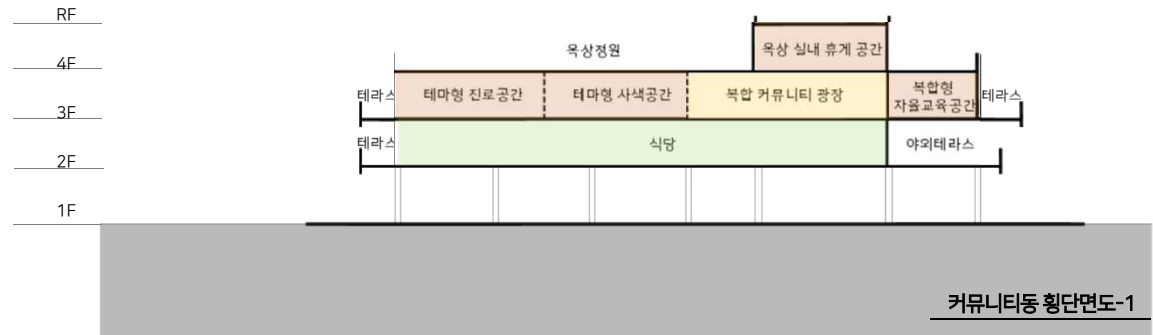 RF
옥상정원
옥상 실내 휴게 공간
4F
테라스
테마형 진로공간
테마형 사색공간
복합 커뮤니티 광장
복합형
자율교육공간
테라스
3F
테라스
식당
야외테라스
2F
1F
커뮤니티동 횡단면도-1